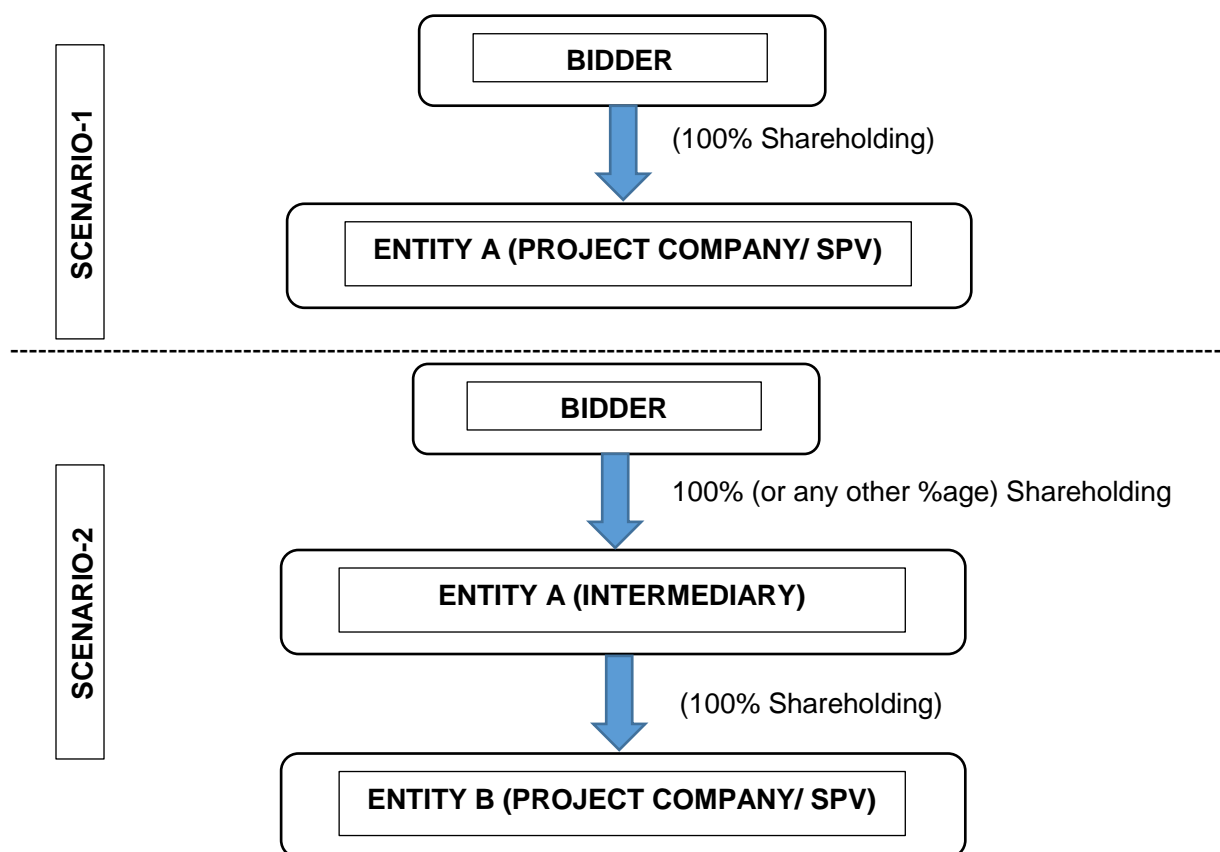 SCENARIO-1
BIDDER
(100% Shareholding)
ENTITY A (PROJECT COMPANY/ SPV)
SCENARIO-2
BIDDER
100% (or any other %age) Shareholding
ENTITY A (INTERMEDIARY)
(100% Shareholding)
ENTITY B (PROJECT COMPANY/ SPV)